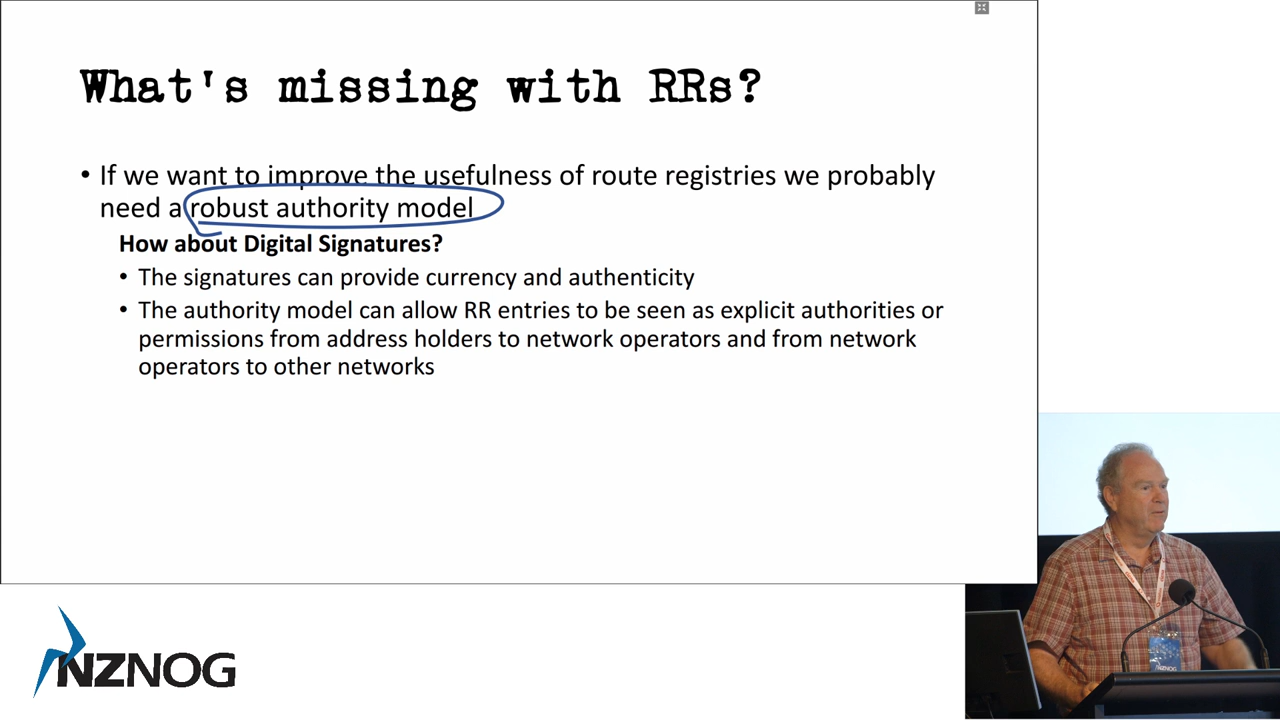 What's missing with RRs?
• If we want to improve the usefulness of route registries we probably
need a robust authority model
How about Digital Signatures?
• The signatures can provide currency and authenticity
• The authority model can allow RR entries to be seen as explicit authorities or
permissions from address holders to network operators and from network
operators to other networks
NZNOG
NZNOG